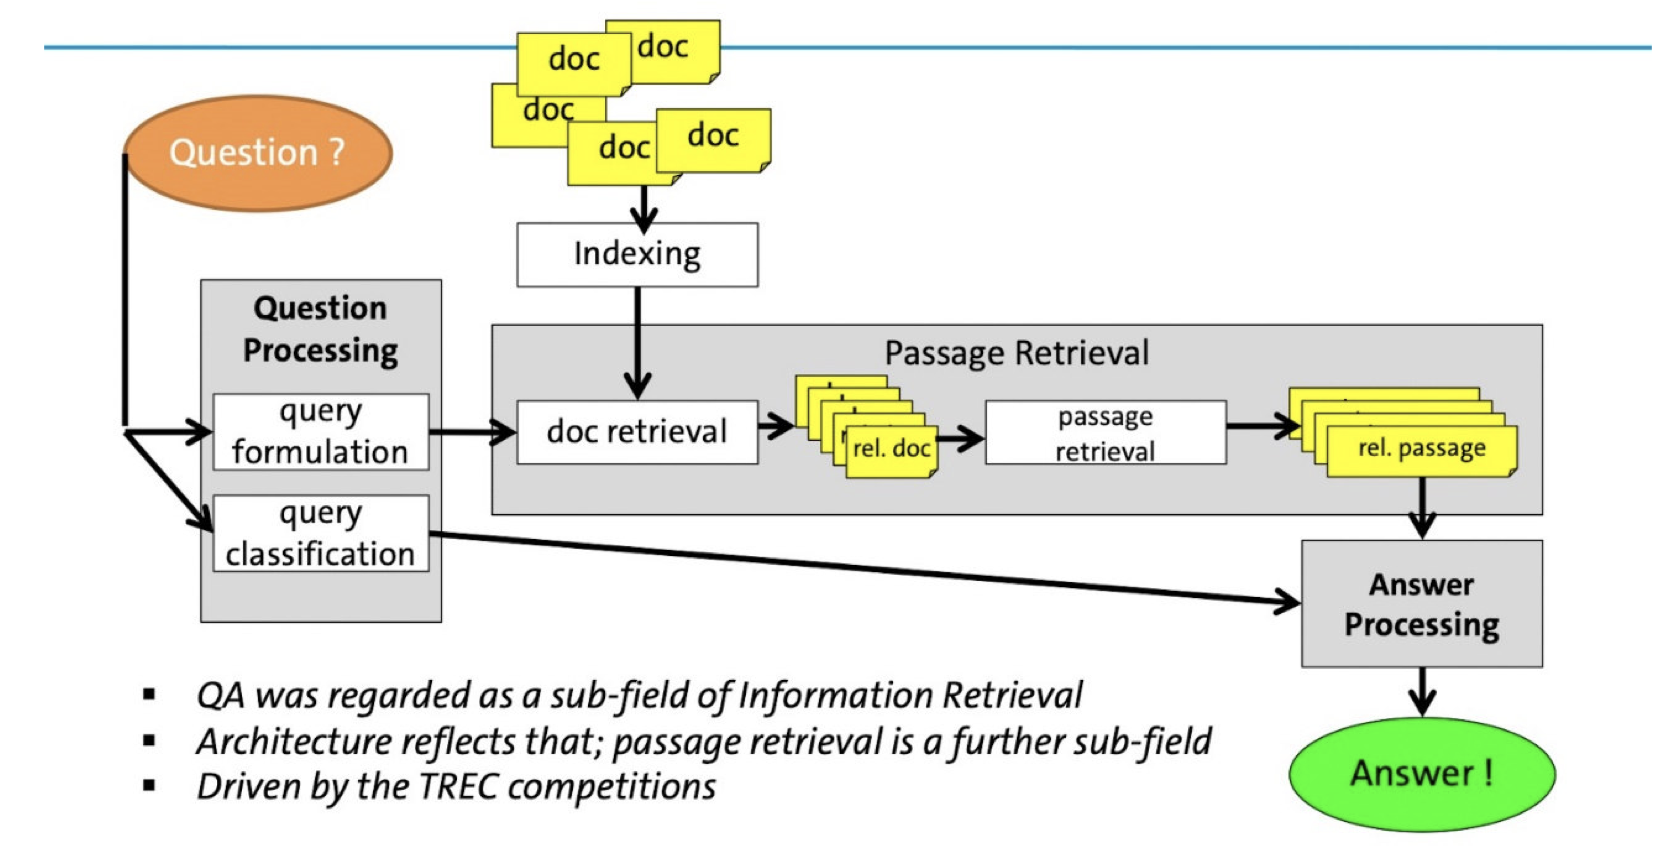 doc
doc
doc
doc
doc
Question ?
Indexing
Question
Processing
Passage Retrieval
query
formulation
doc retrieval
rel. doc
passage
retrieval
rel. passage
query
classification
Answer
Processing
▪ QA was regarded as a sub-field of Information Retrieval
▪ Architecture reflects that; passage retrieval is a further sub-field
▪ Driven by the TREC competitions
Answer !